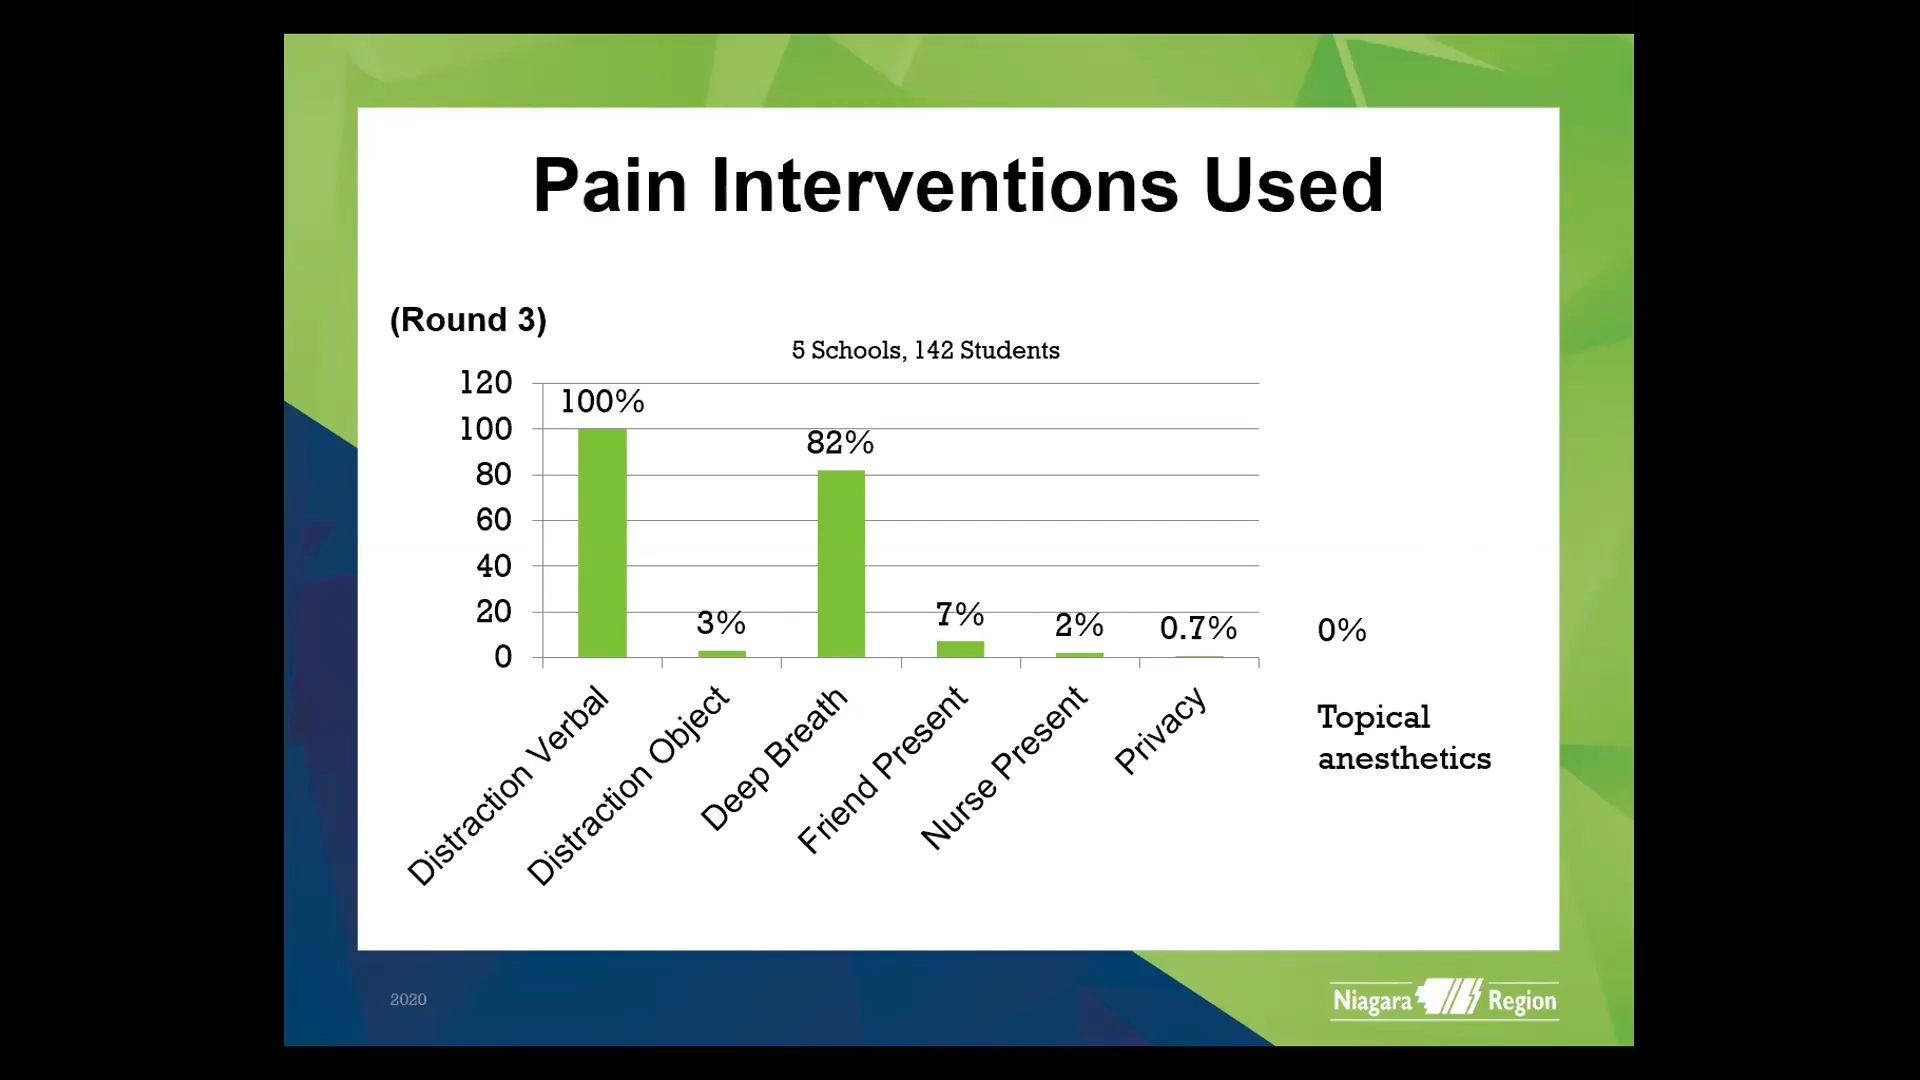 Pain Interventions Used
(Round 3)
5 Schools, 142 Students
120
100
80
60
40
20
0
100%
3%
82%
7%
2%
0.7%
0%
Distraction Verbal
Distraction Object
Deep Breath
Friend Present
Nurse Present
Privacy
Topical
anesthetics
2020
Niagara Region